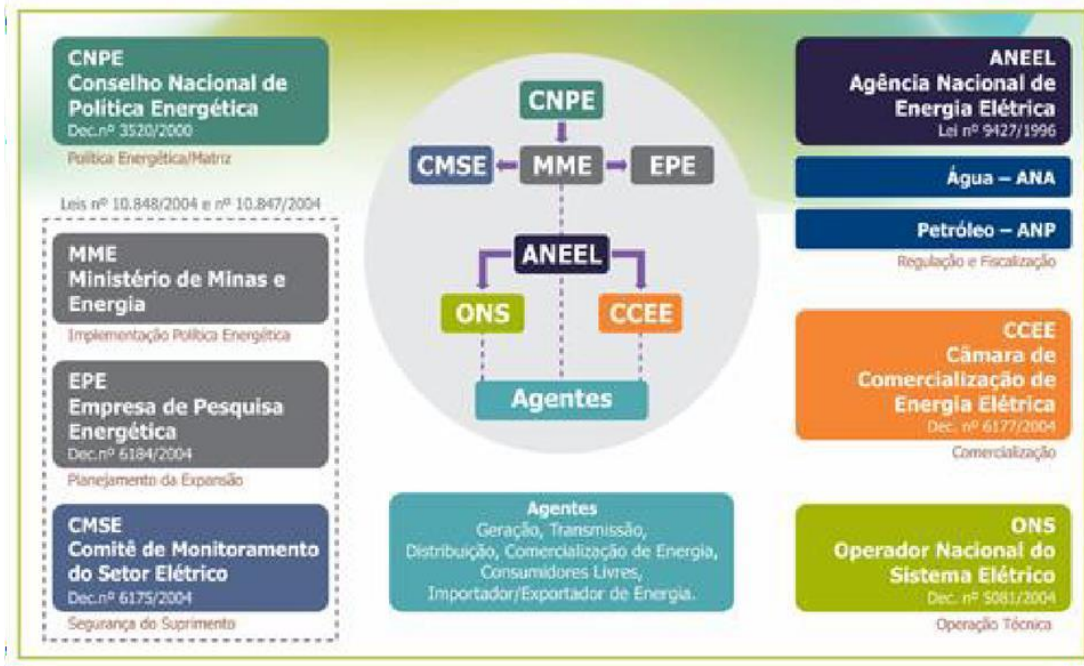 CNPE
Conselho Nacional de
Política Energética
Dec.nº 3520/2000
Política Energética/Matriz
Leis nº 10.848/2004 e nº 10.847/2004
MME
Ministério de Minas e
Energia
Implementação Política Energética
EPE
Empresa de Pesquisa
Energética
Dec.nº 6184/2004
Planejamento da Expansão
CMSE
Comitê de Monitoramento
do Setor Elétrico
Dec.nº 6175/2004
Segurança do Suprimento
CNPE
CMSE
MME
EPE
ANEEL
ONS
CCEE
Agentes
Agentes
Geração, Transmissão,
Distribuição, Comercialização de Energia,
Consumidores Livres,
Importador/Exportador de Energia.
ANEEL
Agência Nacional de
Energia Elétrica
Lei nº 9427/1996
Água – ANA
Petróleo – ANP
Regulação e Fiscalização
CCEE
Câmara de
Comercialização de
Energia Elétrica
Dec. nº 6177/2004
Comercialização
ONS
Operador Nacional do
Sistema Elétrico
Dec. nº 5081/2004
Operação Técnica